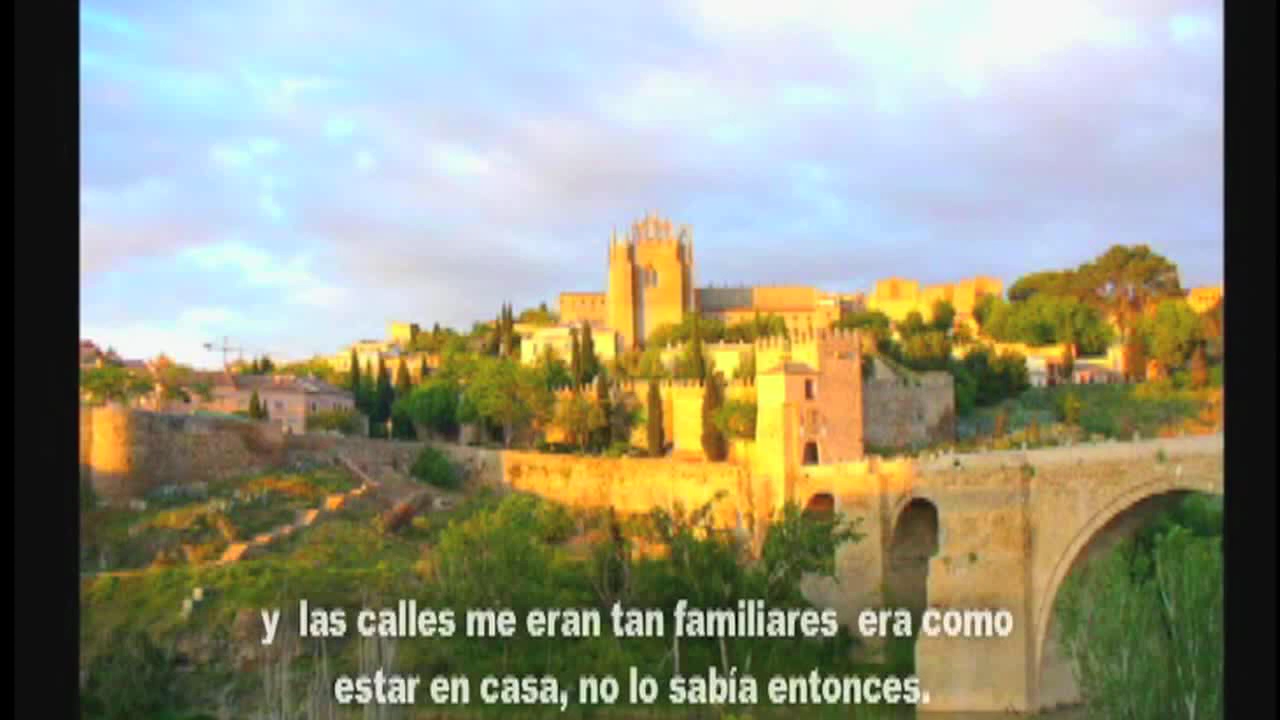 y las calles me eran tan familiares era como
estar en casa, no lo sabía entonces.